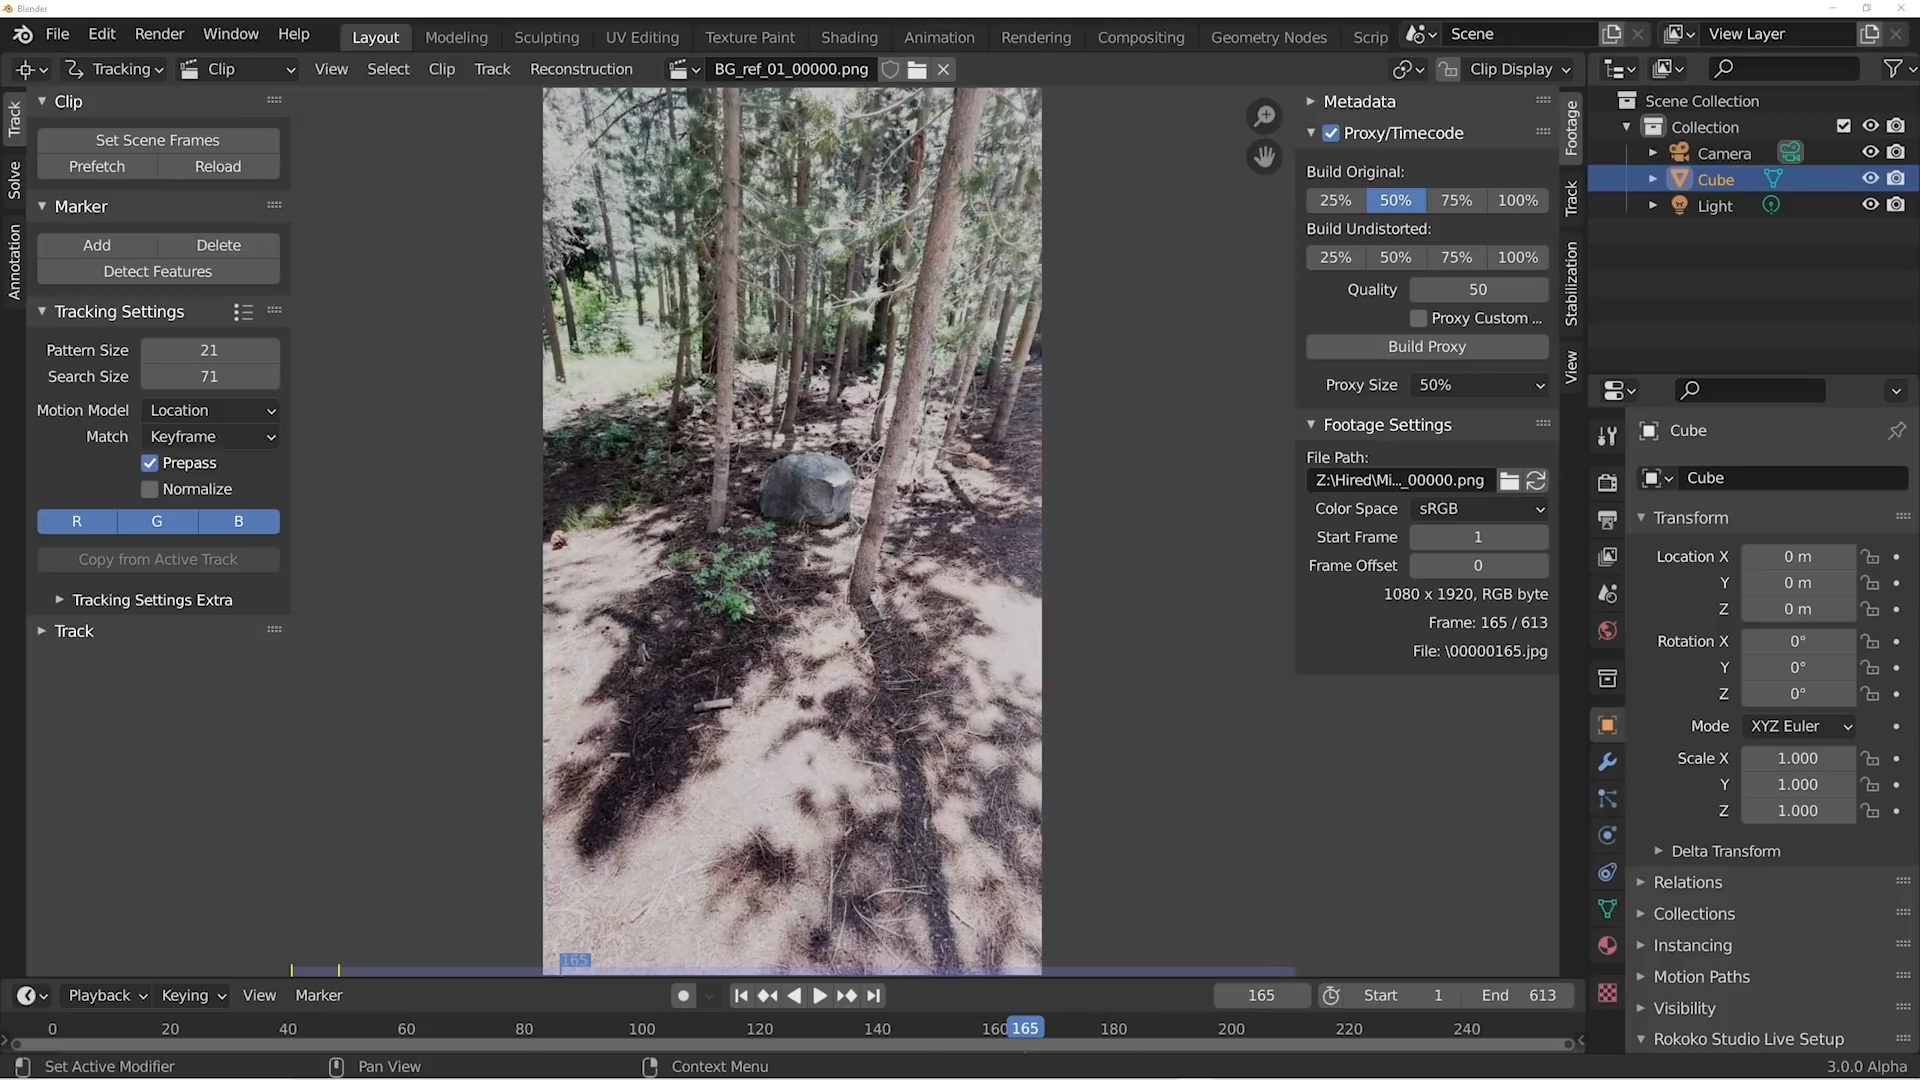 Blender
File Edit Render Window Help Layout Modeling Sculpting UV Editing Texture Paint Shading Animation Rendering Compositing Geometry Nodes Scrip Scene View Layer
Tracking Clip View Select Clip Track Reconstruction BG_ref_01_00000.png Clip Display
Track
Solve
Annotation
Clip
Set Scene Frames
Prefetch Reload
Marker
Add Delete
Detect Features
Tracking Settings
Pattern Size 21
Search Size 71
Motion Model Location
Match Keyframe
Prepass
Normalize
R G B
Copy from Active Track
Tracking Settings Extra
Track
165
Metadata
Proxy/Timecode
Build Original:
25% 50% 75% 100%
Build Undistorted:
25% 50% 75% 100%
Quality 50
Proxy Custom ...
Build Proxy
Proxy Size 50%
Footage Settings
File Path:
Z:\Hired\Mi..._00000.png
Color Space sRGB
Start Frame 1
Frame Offset 0
1080 x 1920, RGB byte
Frame: 165 / 613
File: \00000165.jpg
Footage
Track
Stabilization
View
Scene Collection
Collection
Camera
Cube
Light
Cube
Cube
Transform
Location X 0 m
Y 0 m
Z 0 m
Rotation X 0°
Y 0°
Z 0°
Mode XYZ Euler
Scale X 1.000
Y 1.000
Z 1.000
Delta Transform
Relations
Collections
Instancing
Motion Paths
Visibility
Rokoko Studio Live Setup
Playback Keying View Marker 165 Start 1 End 613
0 20 40 60 80 100 120 140 160 165 180 200 220 240
Set Active Modifier Pan View Context Menu 3.0.0 Alpha